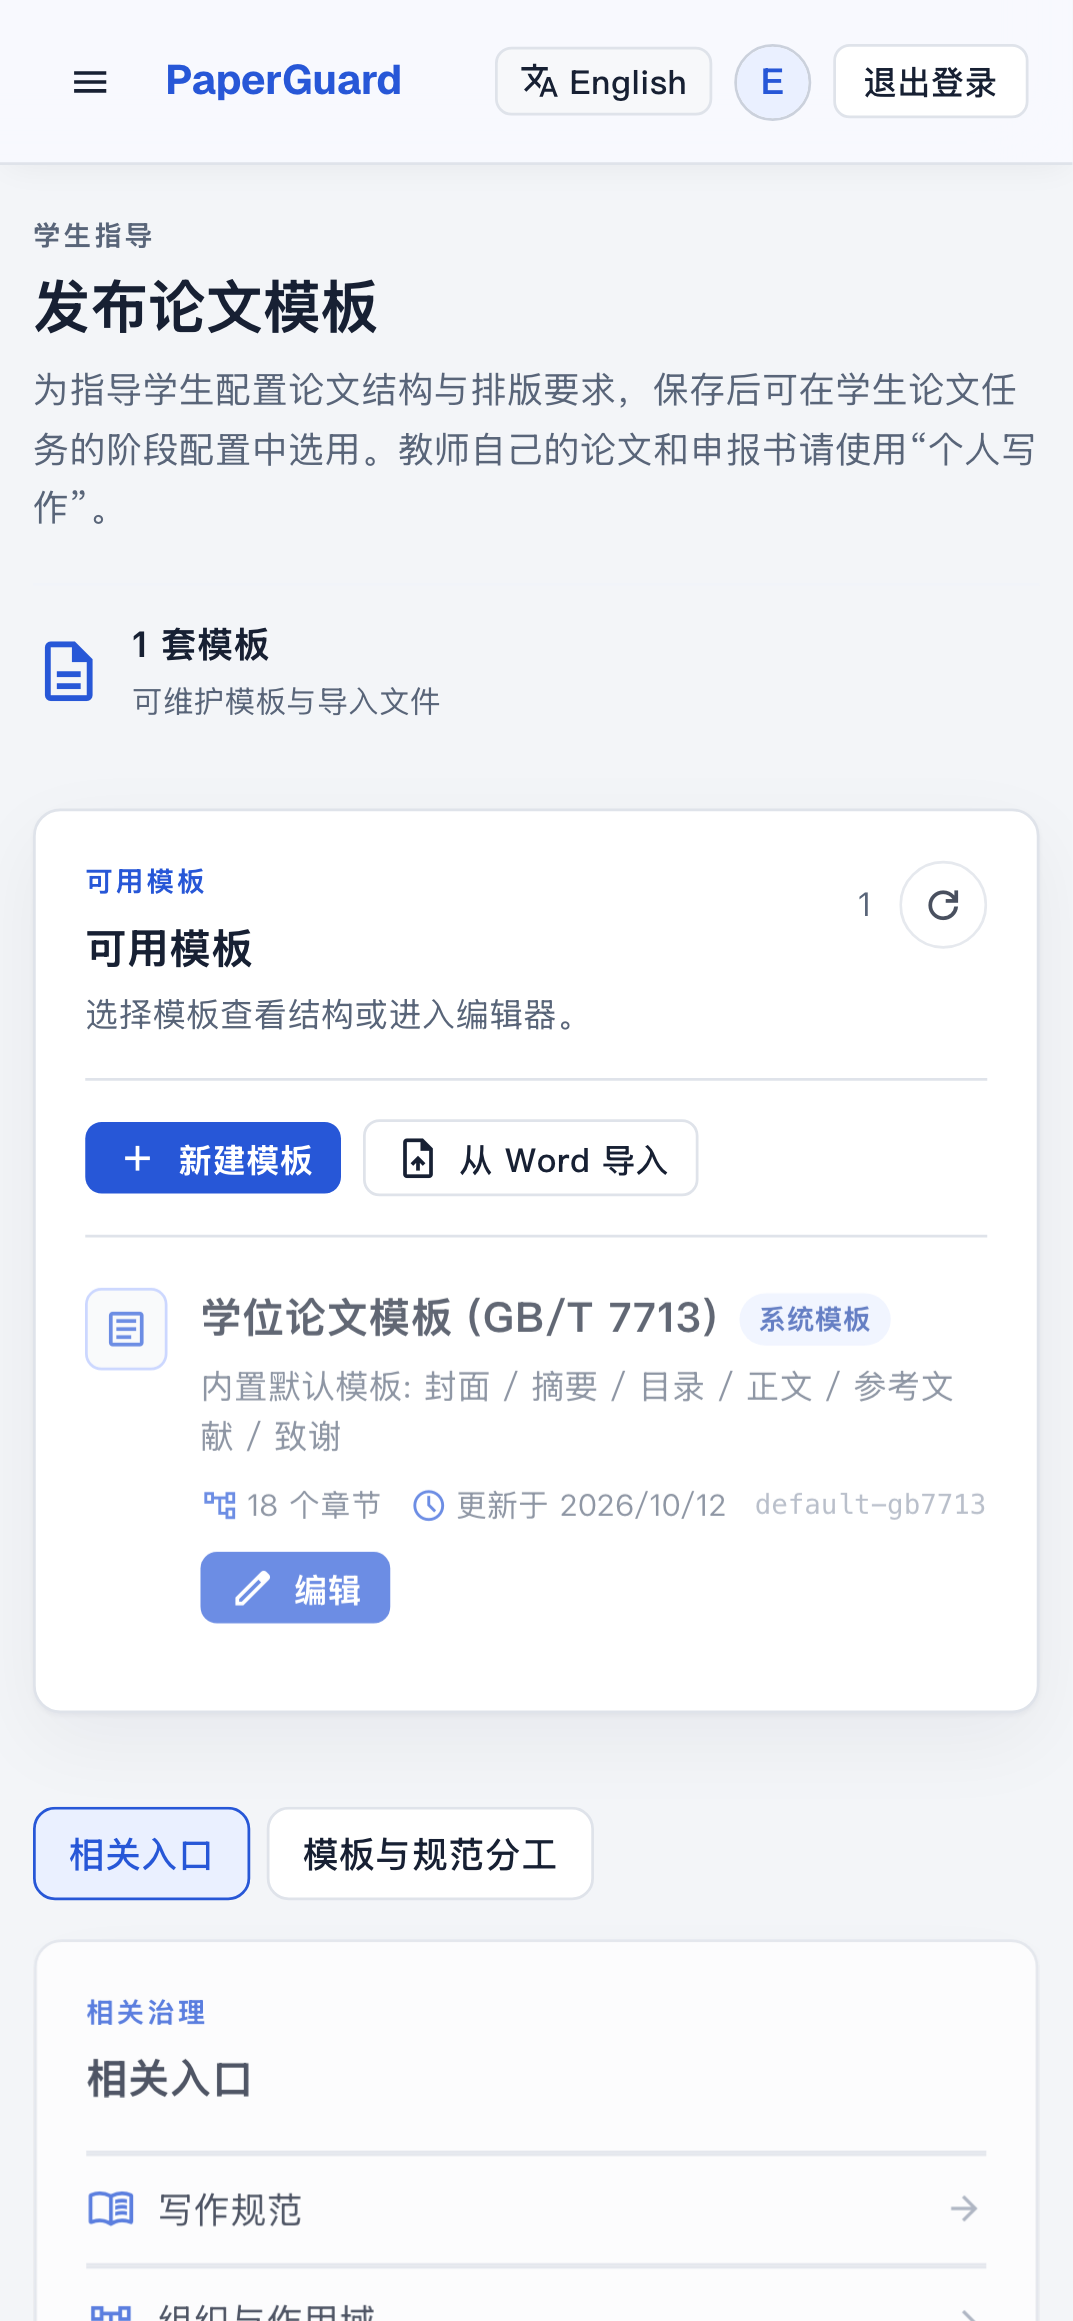 PaperGuard
English
E
退出登录
学生指导
发布论文模板
为指导学生配置论文结构与排版要求，保存后可在学生论文任
务的阶段配置中选用。教师自己的论文和申报书请使用“个人写
作”。
1 套模板
可维护模板与导入文件
可用模板
1
可用模板
选择模板查看结构或进入编辑器。
新建模板
从 Word 导入
学位论文模板 (GB/T 7713)
系统模板
内置默认模板: 封面 / 摘要 / 目录 / 正文 / 参考文
献 / 致谢
18 个章节
更新于 2026/10/12
default-gb7713
编辑
相关入口
模板与规范分工
相关治理
相关入口
写作规范
组织与作用域